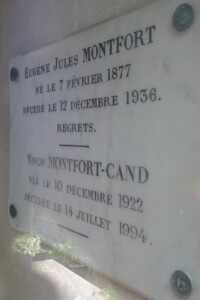 EUGÈNE JULES MONTFORT
NÉ LE 7 FÉVRIER 1877
DÉCÉDÉ LE 12 DÉCEMBRE 1936.
REGRETS.
MONTFORT-CAND
NÉE LE 10 DÉCEMBRE 1922
DÉCÉDÉE LE 14 JUILLET 1994.